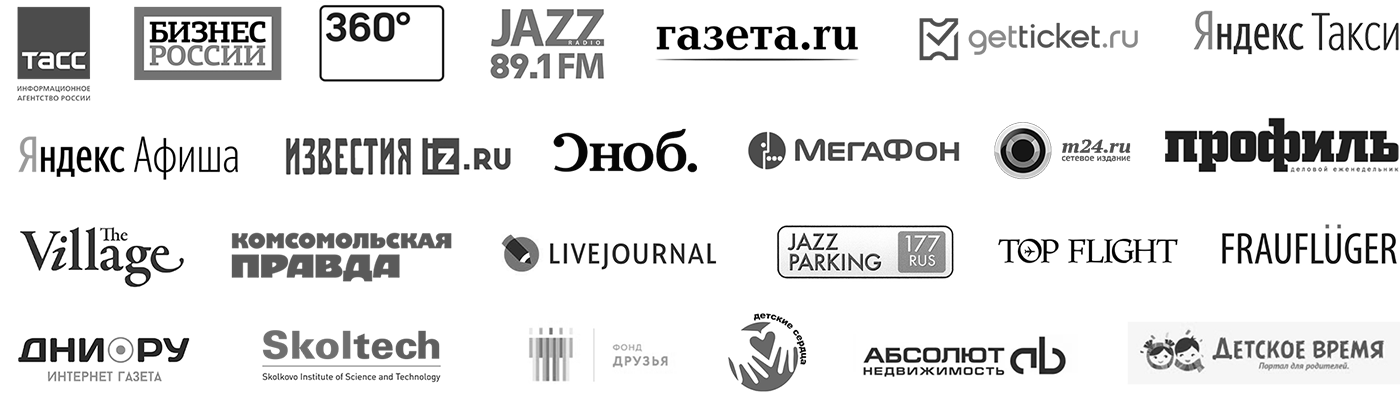 ТАСС
ИНФОРМАЦИОННОЕ
АГЕНТСТВО РОССИИ
БИЗНЕС
РОССИИ
360°
JAZZ
RADIO
89.1 FM
газета.ru
getticket.ru
Яндекс Такси
Яндекс Афиша
ИЗВЕСТИЯ iz.RU
Сноб.
МЕГАФОН
m24.ru
сетевое издание
профиль
деловой еженедельник
The
Village
КОМСОМОЛЬСКАЯ
ПРАВДА
LIVEJOURNAL
JAZZ
PARKING
177
RUS
TOP FLIGHT
FRAUFLÜGER
ДНИ.РУ
ИНТЕРНЕТ ГАЗЕТА
Skoltech
Skolkovo Institute of Science and Technology
ФОНД
ДРУЗЬЯ
детские сердца
АБСОЛЮТ
НЕДВИЖИМОСТЬ
ab
ДЕТСКОЕ ВРЕМЯ
Портал для родителей.